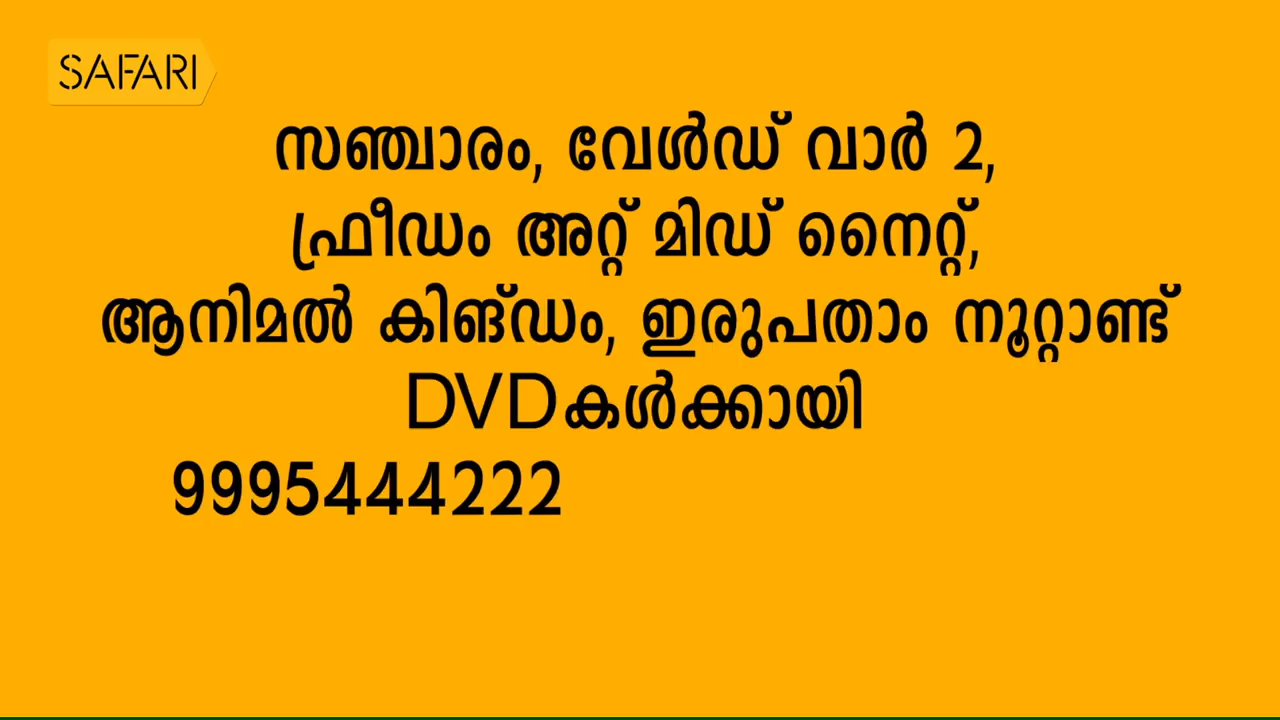 SAFARI
സഞ്ചാരം, വേൾഡ് വാർ 2,
ഫ്രീഡം അറ്റ് മിഡ് നൈറ്റ്,
ആനിമൽ കിങ്ഡം, ഇരുപതാം നൂറ്റാണ്ട്
DVDകൾക്കായി
9995444222